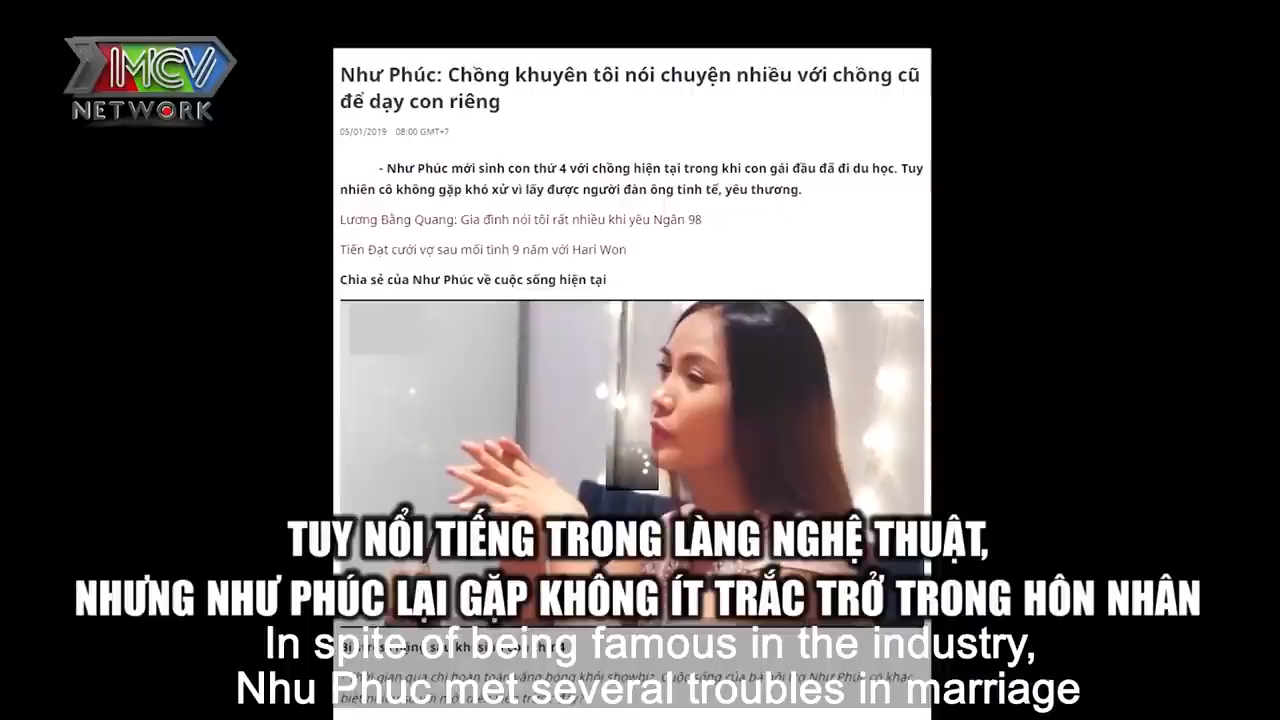 MCV
NETWORK
Như Phúc: Chồng khuyên tôi nói chuyện nhiều với chồng cũ
để dạy con riêng
05/01/2019 08:00 GMT+7
- Như Phúc mới sinh con thứ 4 với chồng hiện tại trong khi con gái đầu đã đi du học. Tuy
nhiên cô không gặp khó xử vì lấy được người đàn ông tinh tế, yêu thương.
Lương Bằng Quang: Gia đình nói tôi rất nhiều khi yêu Ngân 98
Tiến Đạt cưới vợ sau mối tình 9 năm với Hari Won
Chia sẻ của Như Phúc về cuộc sống hiện tại
TUY NỔI TIẾNG TRONG LÀNG NGHỆ THUẬT,
NHƯNG NHƯ PHÚC LẠI GẶP KHÔNG ÍT TRẮC TRỞ TRONG HÔN NHÂN
In spite of being famous in the industry,
Nhu Phuc met several troubles in marriage